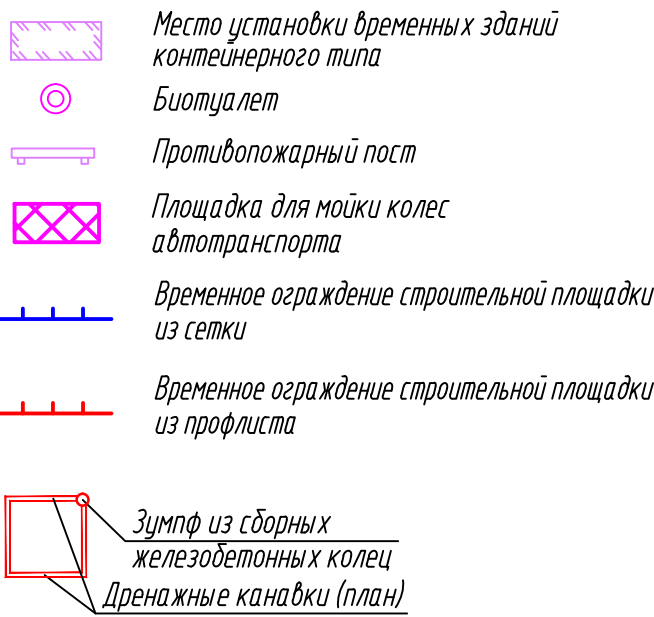 Место установки временных зданий
контейнерного типа
Биотуалет
Противопожарный пост
Площадка для мойки колес
автотранспорта
Временное ограждение строительной площадки
из сетки
Временное ограждение строительной площадки
из профлиста
Зумпф из сборных
железобетонных колец
Дренажные канавки (план)